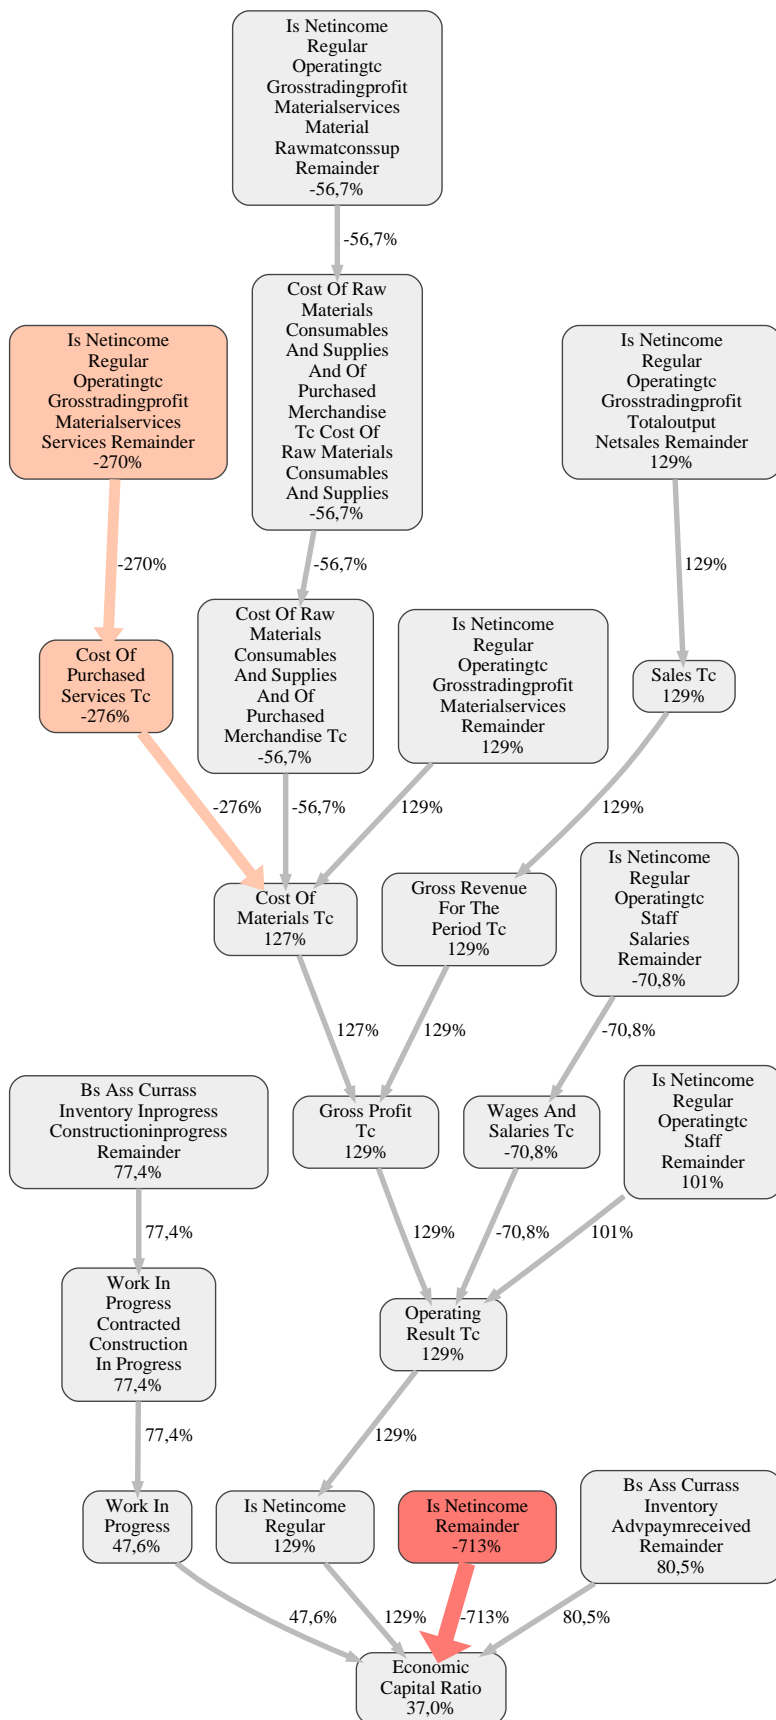 Is Netincome
Regular
Operatingtc
Grosstradingprofit
Materialservices
Material
Rawmatconssup
Remainder
-56,7%
-56,7%
Cost Of Raw
Materials
Consumables
And Supplies
And Of
Purchased
Merchandise
Tc Cost Of
Raw Materials
Consumables
And Supplies
-56,7%
Is Netincome
Regular
Operatingtc
Grosstradingprofit
Materialservices
Services Remainder
-270%
Is Netincome
Regular
Operatingtc
Grosstradingprofit
Totaloutput
Netsales Remainder
129%
-270%
-56,7%
129%
Cost Of
Purchased
Services Tc
-276%
Cost Of Raw
Materials
Consumables
And Supplies
And Of
Purchased
Merchandise Tc
-56,7%
Is Netincome
Regular
Operatingtc
Grosstradingprofit
Materialservices
Remainder
129%
Sales Tc
129%
-276%
-56,7%
129%
129%
Cost Of
Materials Tc
127%
Gross Revenue
For The
Period Tc
129%
Is Netincome
Regular
Operatingtc
Staff
Salaries
Remainder
-70,8%
127%
129%
-70,8%
Bs Ass Currass
Inventory Inprogress
Constructioninprogress
Remainder
77,4%
Gross Profit
Tc
129%
Wages And
Salaries Tc
-70,8%
Is Netincome
Regular
Operatingtc
Staff
Remainder
101%
77,4%
129%
-70,8%
101%
Work In
Progress
Contracted
Construction
In Progress
77,4%
Operating
Result Tc
129%
77,4%
129%
Work In
Progress
47,6%
Is Netincome
Regular
129%
Is Netincome
Remainder
-713%
Bs Ass Currass
Inventory
Advpaymreceived
Remainder
80,5%
47,6%
129%
-713%
80,5%
Economic
Capital Ratio
37,0%